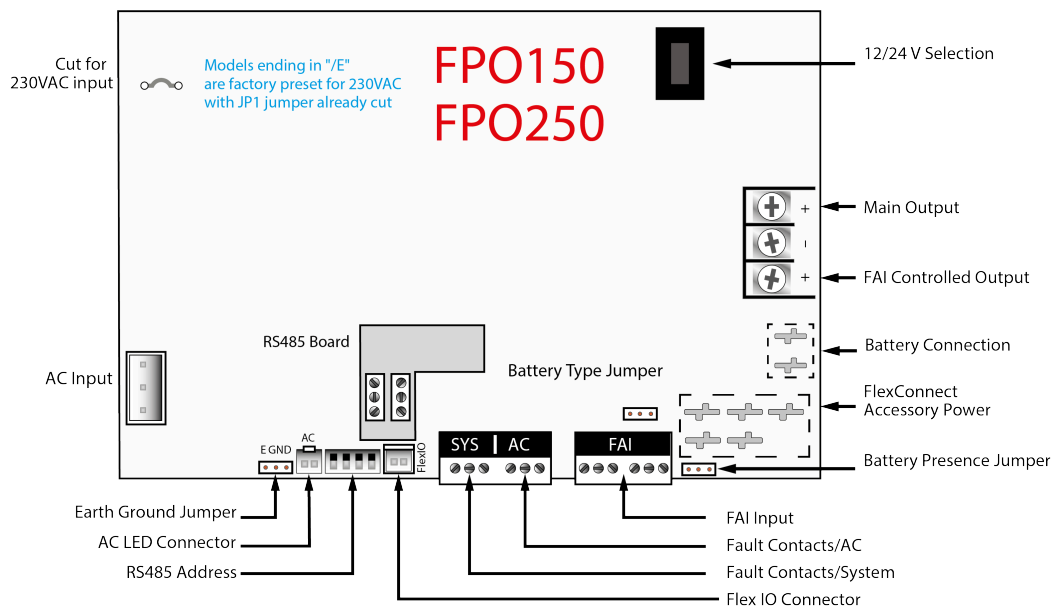 Cut for
230VAC input
Models ending in "/E"
are factory preset for 230VAC
with JP1 jumper already cut
FPO150
FPO250
12/24 V Selection
+
Main Output
-
+
FAI Controlled Output
RS485 Board
Battery Connection
AC Input
Battery Type Jumper
FlexConnect
Accessory Power
SYS | AC
FAI
E GND
AC
FlexIO
Battery Presence Jumper
Earth Ground Jumper
FAI Input
AC LED Connector
Fault Contacts/AC
RS485 Address
Fault Contacts/System
Flex IO Connector